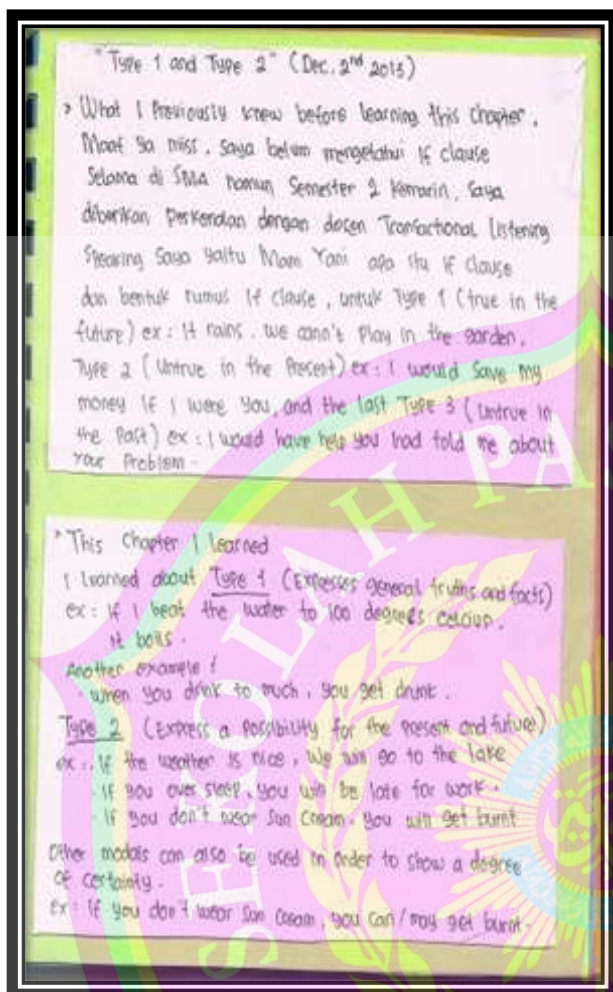 "Type 1 and Type 2" (Dec. 2nd 2015)
> What I Previously knew before learning this chapter.
Maaf ya miss, saya belum mengetahui If clause
Selama di SMA namun Semester 2 Kemarin, saya
diberikan perkenalan dengan dosen Transactional Listening
Speaking Saya yaitu Mam Yani apa itu if clause
dan bentuk rumus If clause, untuk Type 1 (true in the
future) ex: It rains, we cann't Play in the garden.
Type 2 (Untrue in the Present) ex: I would save my
money If I were you, and the last Type 3 (Untrue in
the Past) ex: I would have help you had told me about
Your Problem.
> This Chapter I learned
I learned about Type 1 (Expresses general truths and facts)
ex: If I heat the water to 100 degrees
It boils.
Another example:
- When you drink to much, you get drunk.
Type 2 (Express a Possibility for the Present and future)
ex: . If the weather is nice, We will go to the lake
. If you over sleep, you will be late for work.
. If you don't wear Sun Cream, you will get burnt
Other modals can also be used in order to show a degree
Of certainty.
Ex: If you don't wear Sun Cream, you can/may get burnt.
SEKOLAH PAS